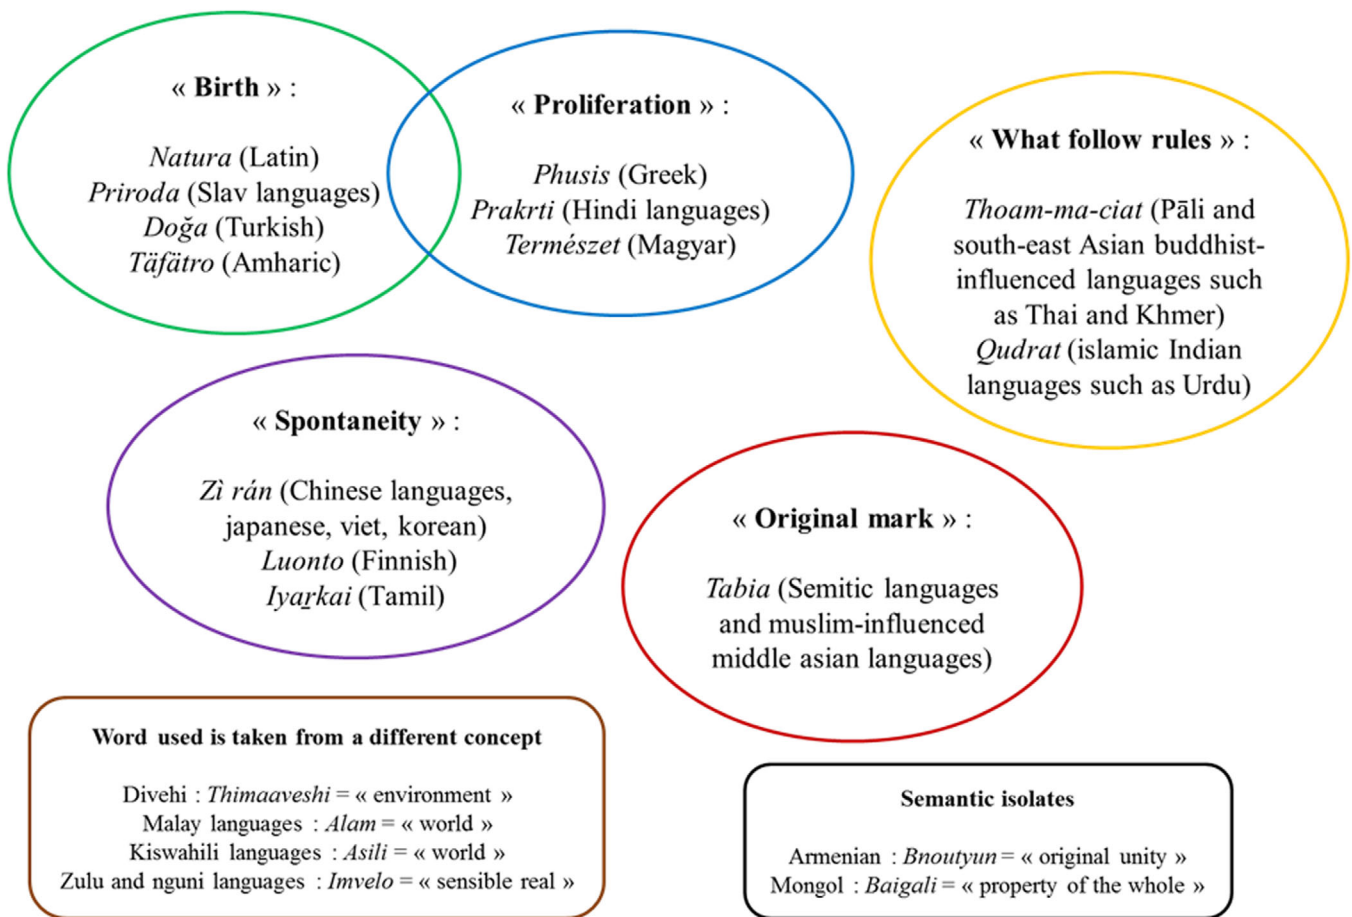 « Birth » :
Natura (Latin)
Priroda (Slav languages)
Doğa (Turkish)
Täfätro (Amharic)
« Proliferation » :
Phusis (Greek)
Prakrti (Hindi languages)
Természet (Magyar)
« What follow rules » :
Thoam-ma-ciat (Pāli and
south-east Asian buddhist-
influenced languages such
as Thai and Khmer)
Qudrat (islamic Indian
languages such as Urdu)
« Spontaneity » :
Zì rán (Chinese languages,
japanese, viet, korean)
Luonto (Finnish)
Iyaṟkai (Tamil)
« Original mark » :
Tabia (Semitic languages
and muslim-influenced
middle asian languages)
Word used is taken from a different concept
Divehi : Thimaaveshi = « environment »
Malay languages : Alam = « world »
Kiswahili languages : Asili = « world »
Zulu and nguni languages : Imvelo = « sensible real »
Semantic isolates
Armenian : Bnoutyun = « original unity »
Mongol : Baigali = « property of the whole »